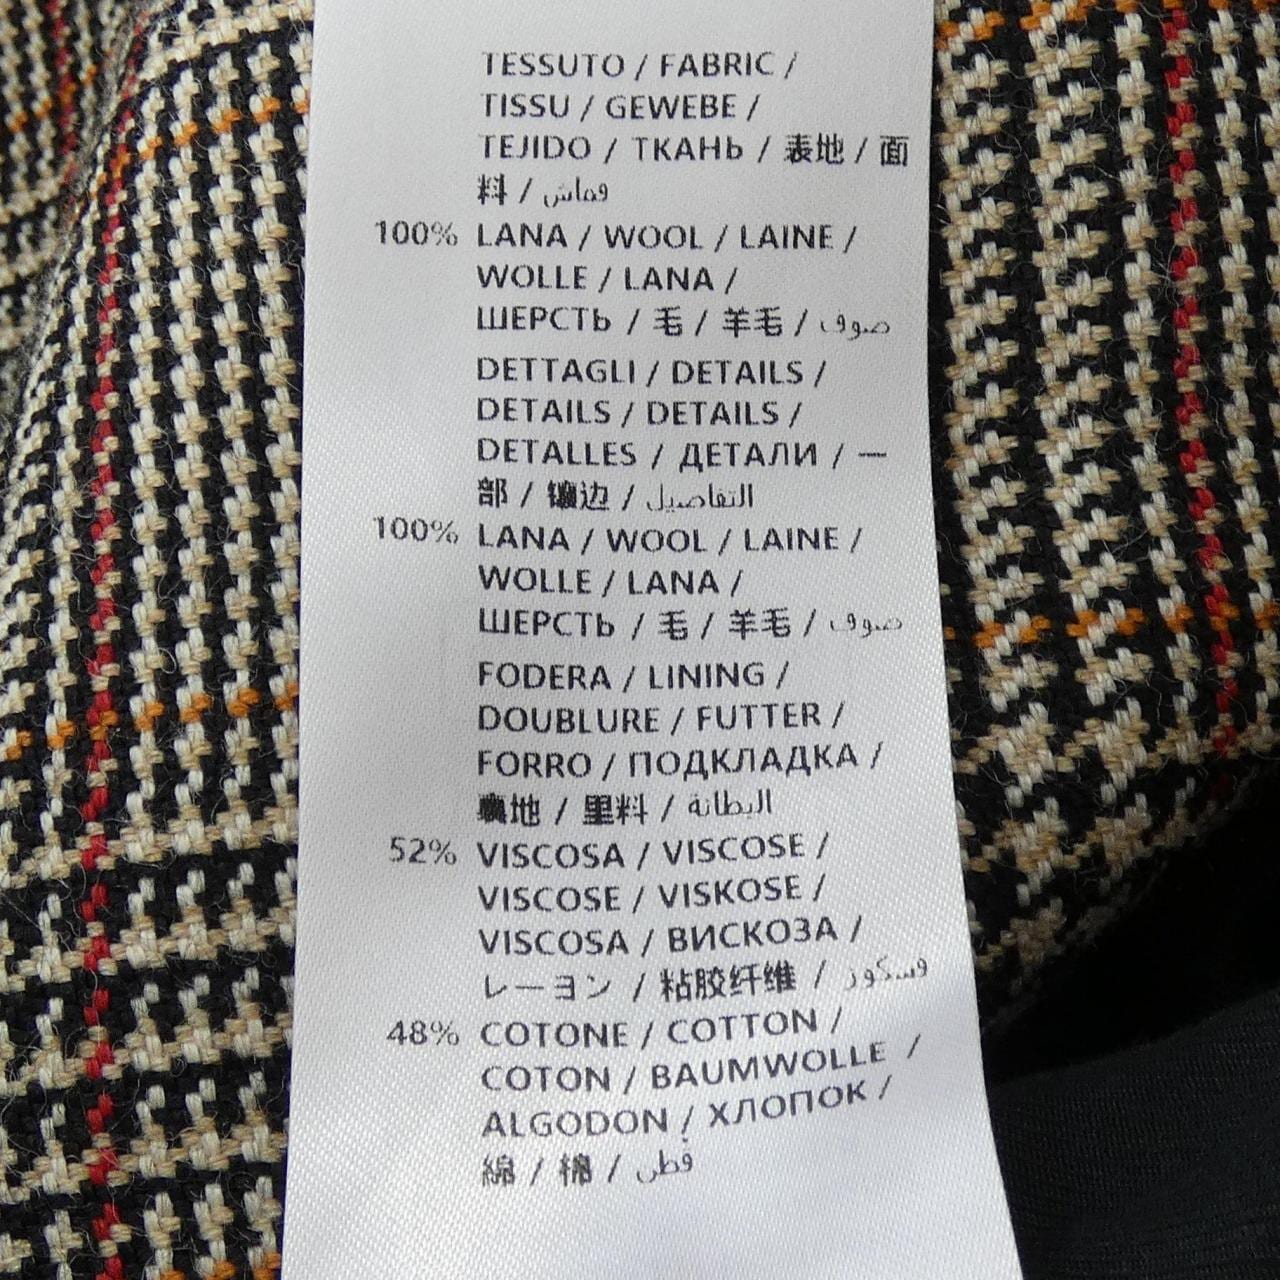 TESSUTO / FABRIC /
TISSU / GEWEBE /
TEJIDO / ТКАНЬ / 表地 / 面
料 / قماش
100% LANA / WOOL / LAINE /
WOLLE / LANA /
ШЕРСТЬ / 毛 / 羊毛 / صوف
DETTAGLI / DETAILS /
DETAILS / DETAILS /
DETALLES / ДЕТАЛИ / 一
部 / 镶边 / التفاصيل
100% LANA / WOOL / LAINE /
WOLLE / LANA /
ШЕРСТЬ / 毛 / 羊毛 / صوف
FODERA / LINING /
DOUBLURE / FUTTER /
FORRO / ПОДКЛАДКА /
裏地 / 里料 / البطانة
52% VISCOSA / VISCOSE /
VISCOSE / VISKOSE /
VISCOSA / ВИСКОЗА /
レーヨン / 粘胶纤维 / فسكوز
48% COTONE / COTTON /
COTON / BAUMWOLLE /
ALGODON / ХЛОПОК /
綿 / 棉 / قطن